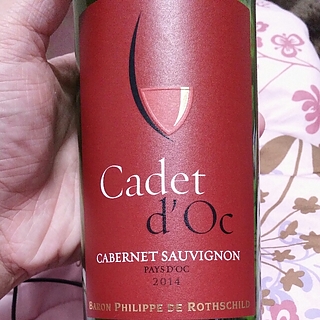 Cadet
d'Oc
CABERNET SAUVIGNON
PAYS D'OC
2014
BARON PHILIPPE DE ROTHSCHILD